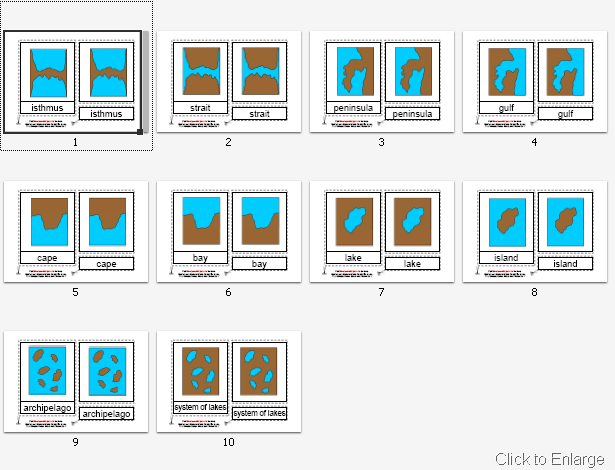 isthmus isthmus
strait strait
peninsula peninsula
gulf gulf
1 2 3 4
cape cape
bay bay
lake lake
island island
5 6 7 8
archipelago archipelago
system of lakes system of lakes
9 10
Click to Enlarge